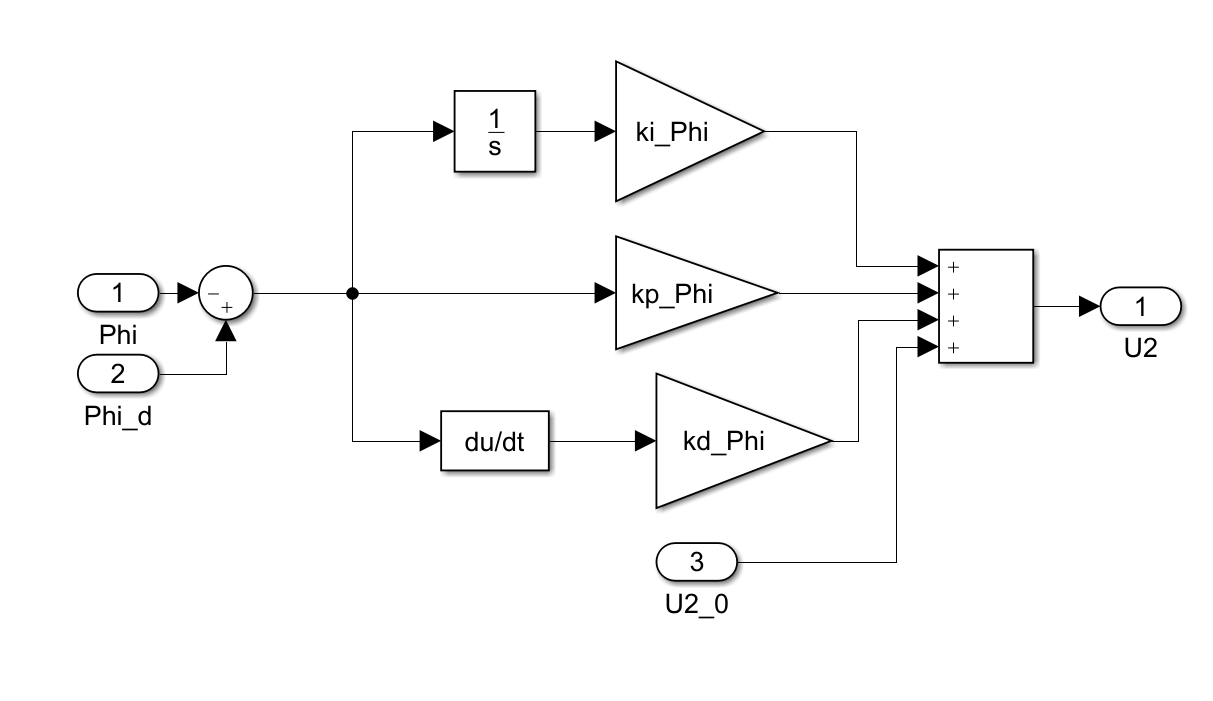 1
s
ki_Phi
1
Phi
−
+
kp_Phi
+
+
+
+
1
U2
2
Phi_d
du/dt
kd_Phi
3
U2_0